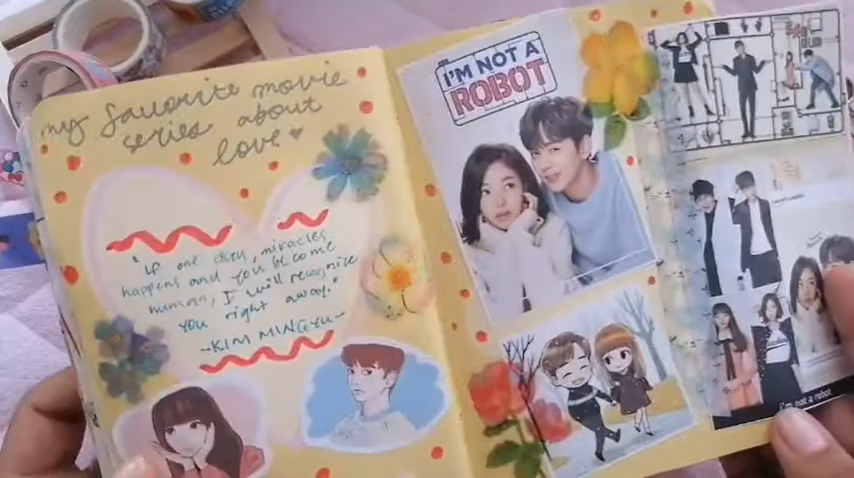 my favorite movie
series about
LOVE
"If one day, miracles
happens and you become
human, I will recognize
you right away."
-KIM MINGYU-
I'M NOT A
ROBOT
i'm not a robot